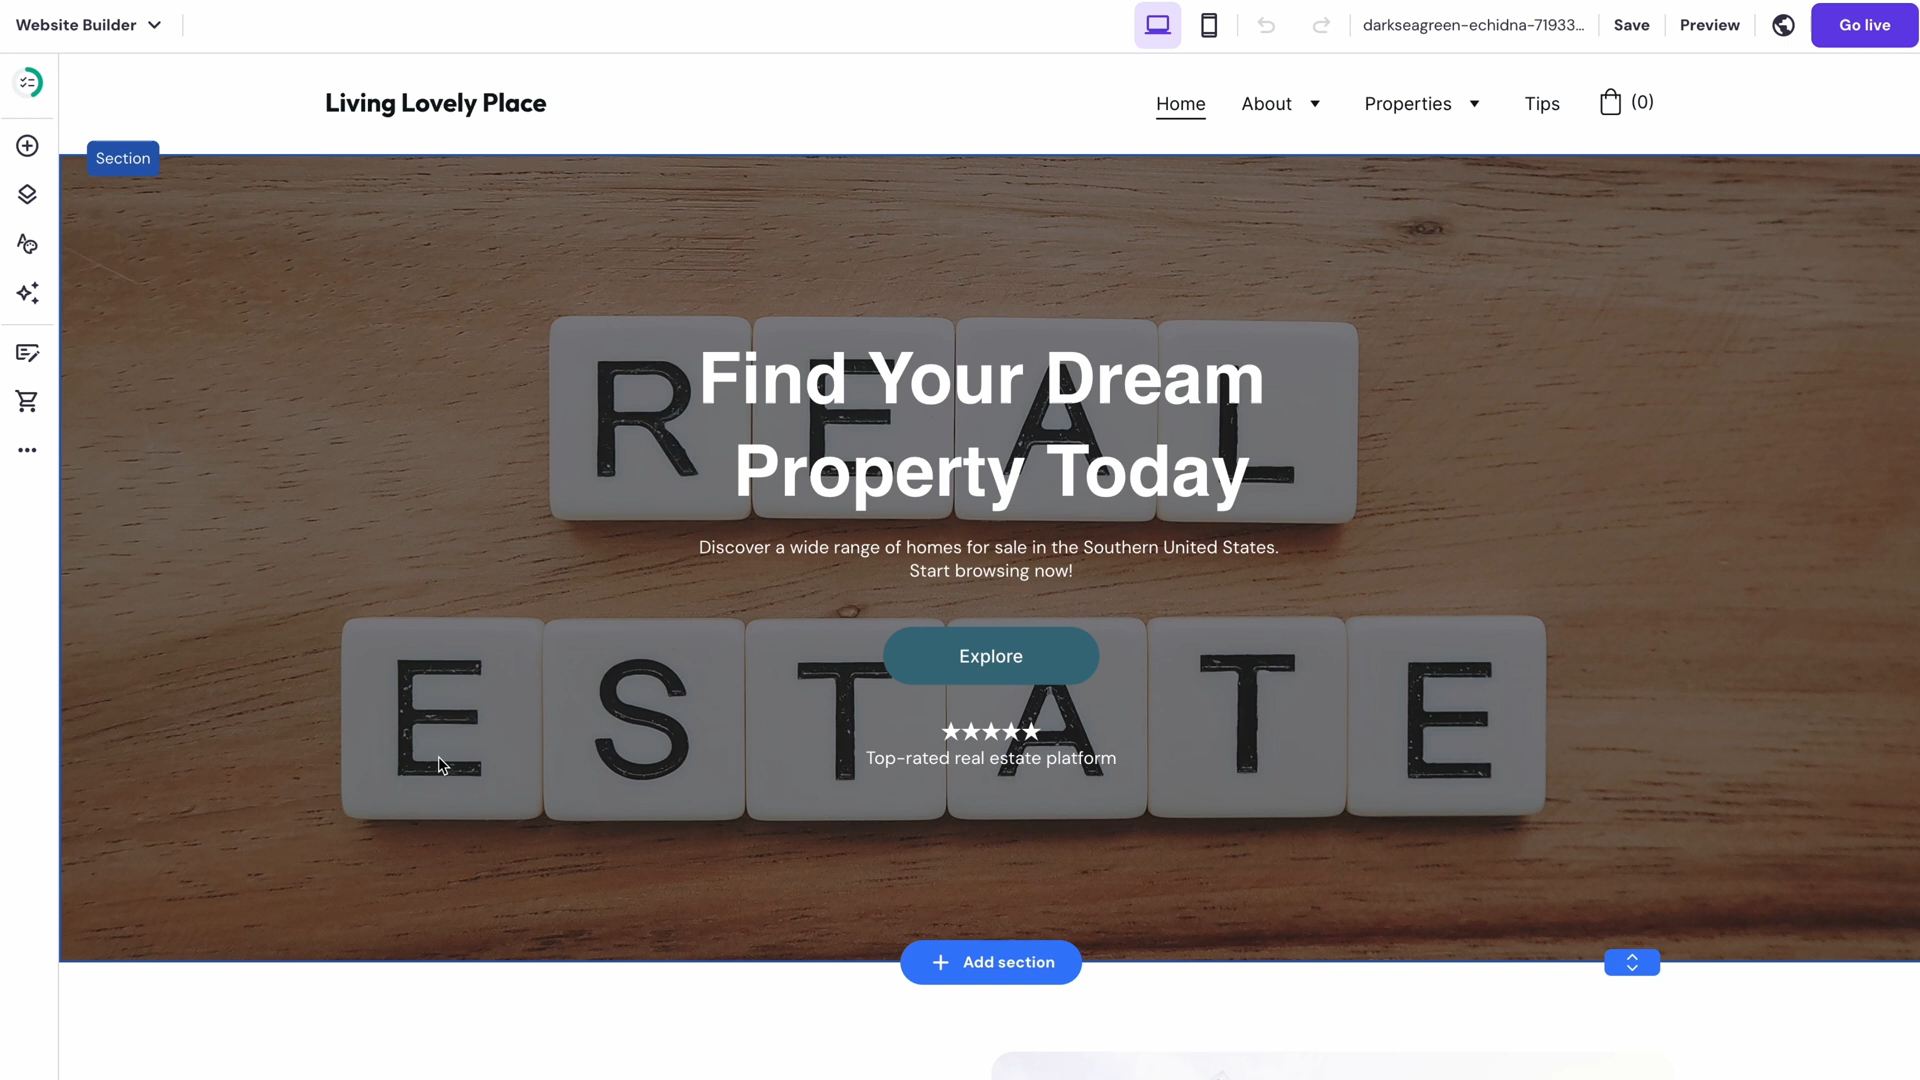 Website Builder
darkseagreen-echidna-71933...
Save
Preview
Go live
Living Lovely Place
Home
About
Properties
Tips
(0)
Section
REAL
Find Your Dream
Property Today
Discover a wide range of homes for sale in the Southern United States.
Start browsing now!
Explore
ESTATE
Top-rated real estate platform
Add section